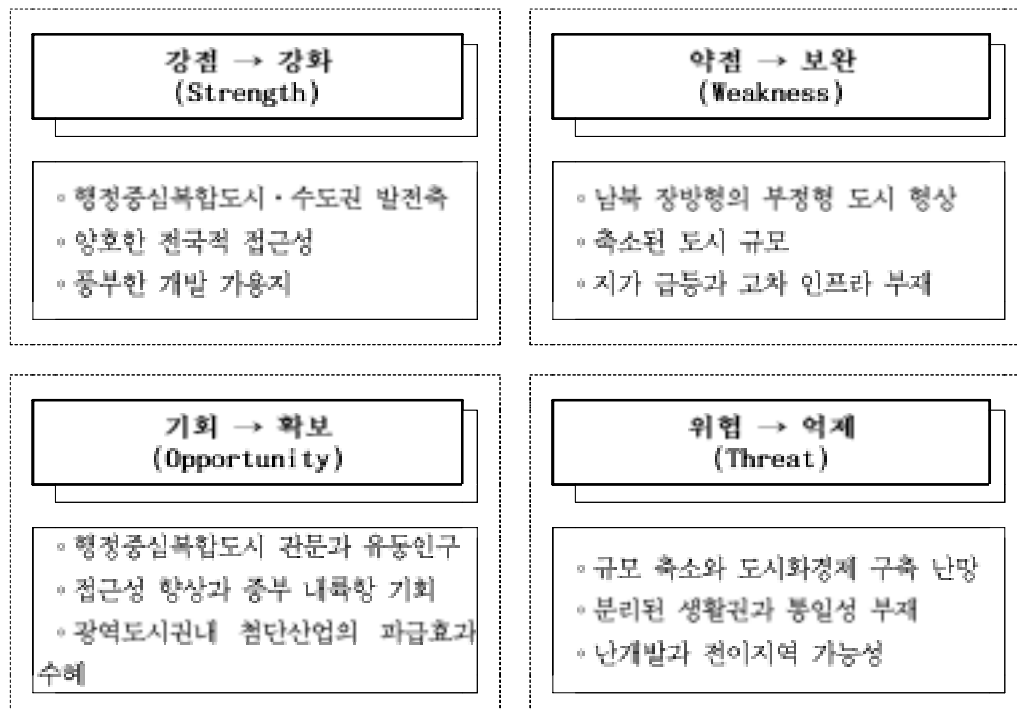 강점 → 강화
(Strength)
◦ 행정중심복합도시・수도권 발전축
◦ 양호한 전국적 접근성
◦ 풍부한 개발 가용지
약점 → 보완
(Weakness)
◦ 남북 장방형의 부정형 도시 형상
◦ 축소된 도시 규모
◦ 지가 급등과 고차 인프라 부재
기회 → 확보
(Opportunity)
◦ 행정중심복합도시 관문과 유동인구
◦ 접근성 향상과 중부 내륙항 기회
◦ 광역도시권내 첨단산업의 파급효과
수혜
위험 → 억제
(Threat)
◦ 규모 축소와 도시화경제 구축 난망
◦ 분리된 생활권과 통일성 부재
◦ 난개발과 전이지역 가능성